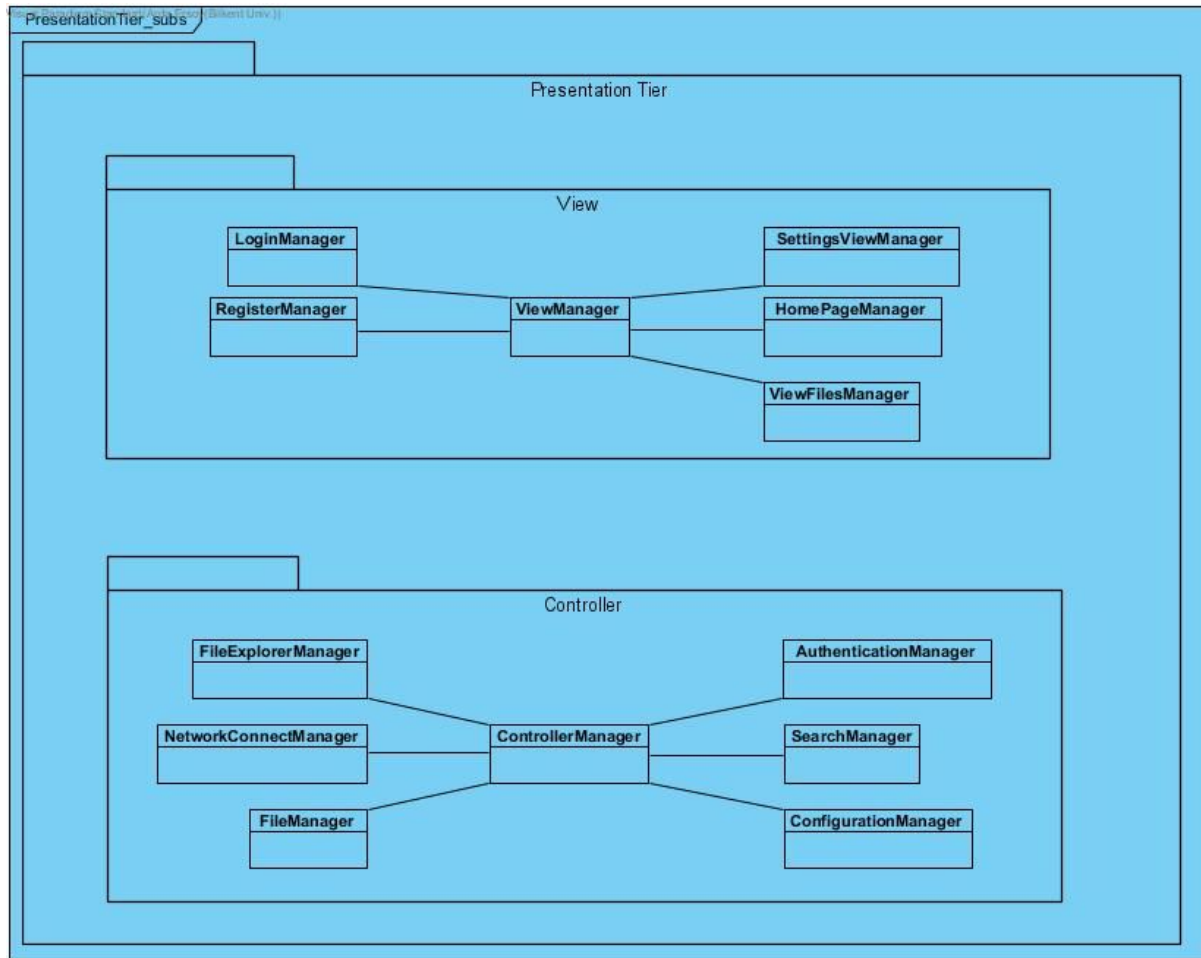 PresentationTier_subs
Presentation Tier
View
LoginManager
SettingsViewManager
RegisterManager
ViewManager
HomePageManager
ViewFilesManager
Controller
FileExplorerManager
AuthenticationManager
NetworkConnectManager
ControllerManager
SearchManager
FileManager
ConfigurationManager